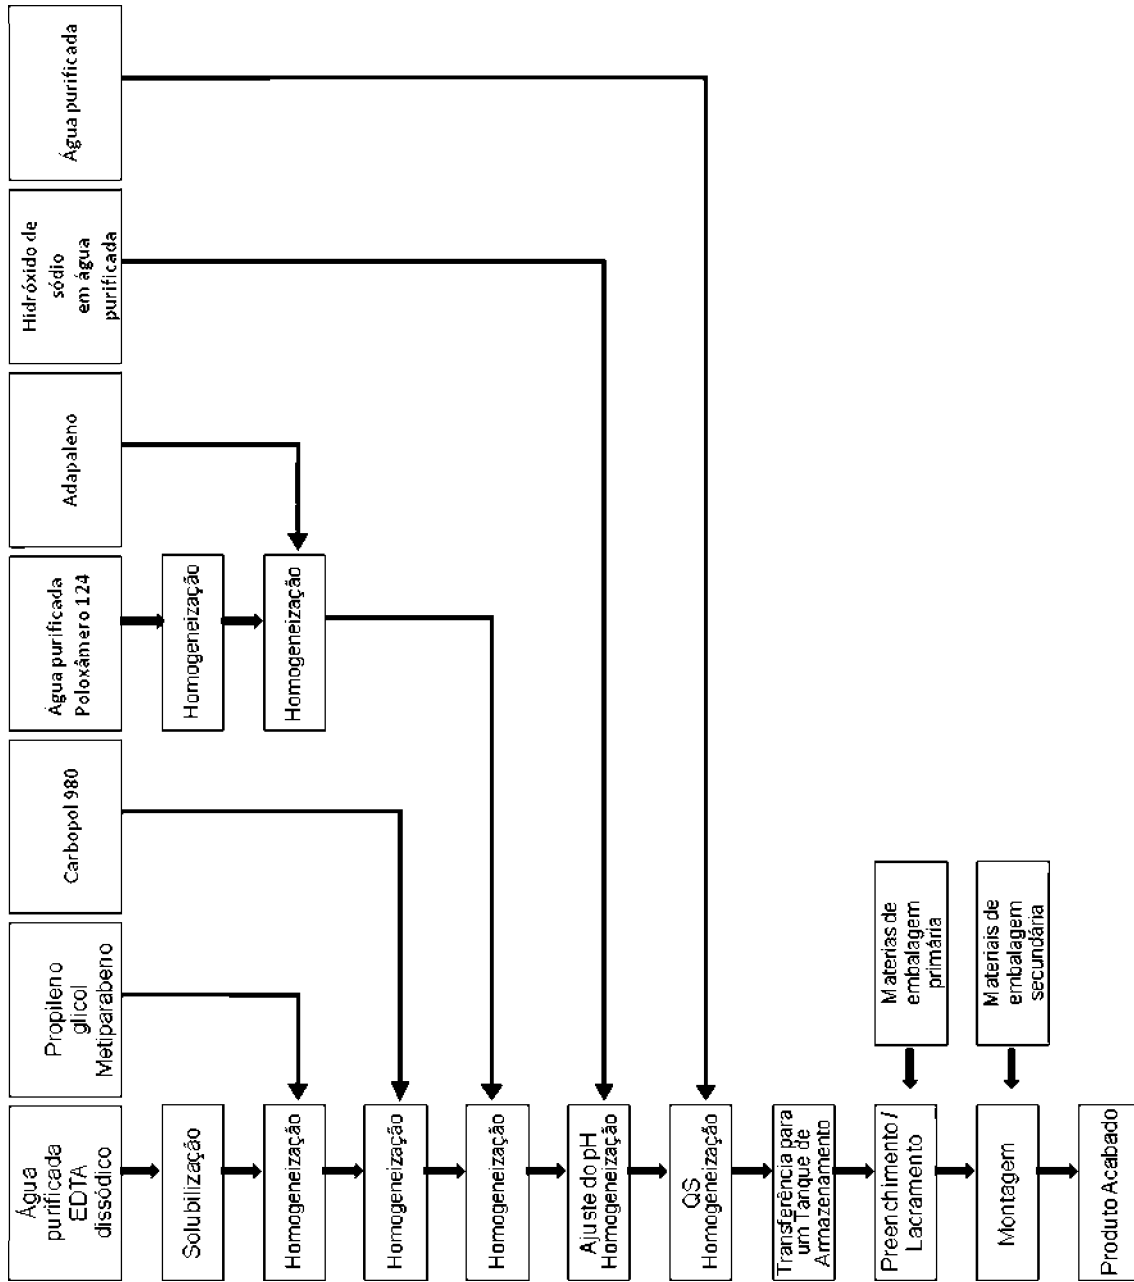 Água
purificada
EDTA
dissódico
Propileno
glicol
Metiparabeno
Carbopol 980
Água purificada
Poloxâmero 124
Adapaleno
Hidróxido de
sódio
em água
purificada
Água purificada
Solubilização
Homogeneização
Homogeneização
Homogeneização
Homogeneização
Homogeneização
Ajuste do pH
Homogeneização
QS
Homogeneização
Transferência para
um Tanque de
Armazenamento
Preenchimento /
Lacramento
Materias de
embalagem
primária
Montagem
Materiais de
embalagem
secundária
Produto Acabado